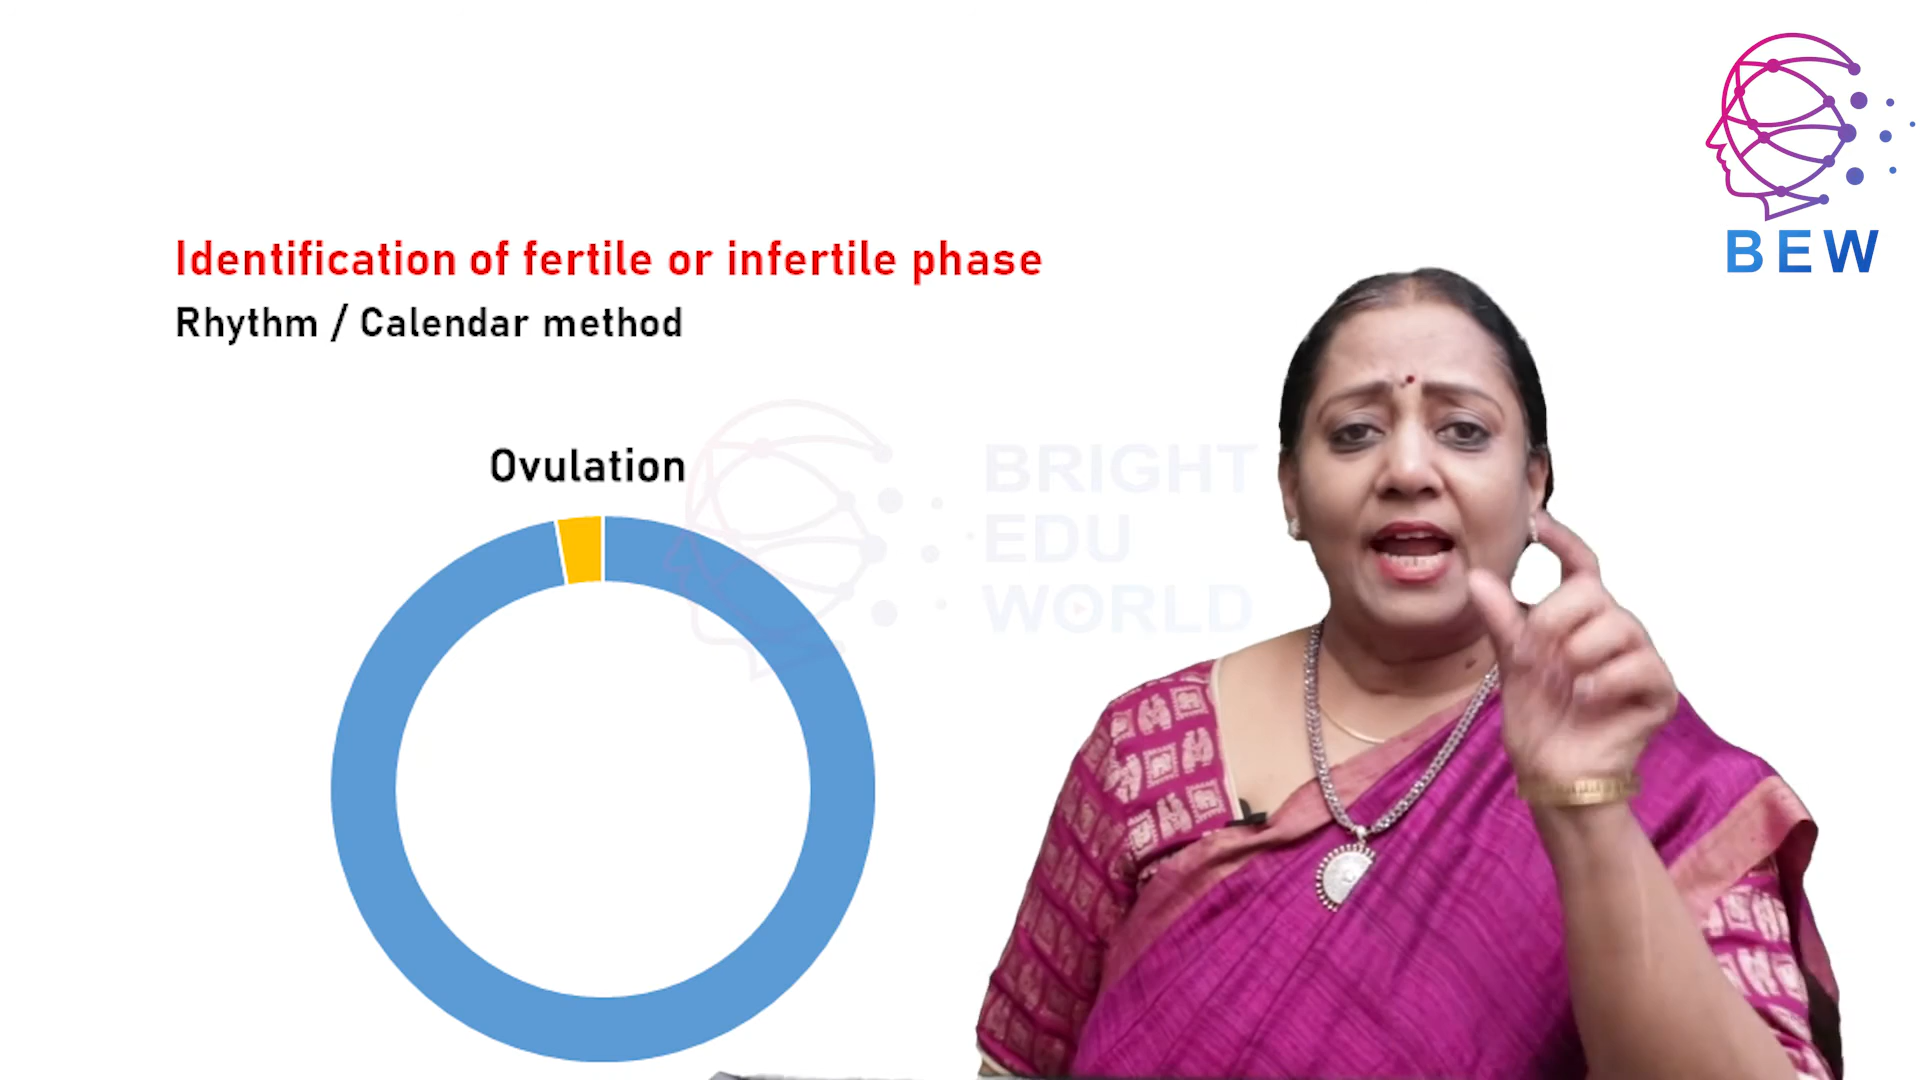 BEW
Identification of fertile or infertile phase
Rhythm / Calendar method
Ovulation
BRIGHT
EDU
WORLD